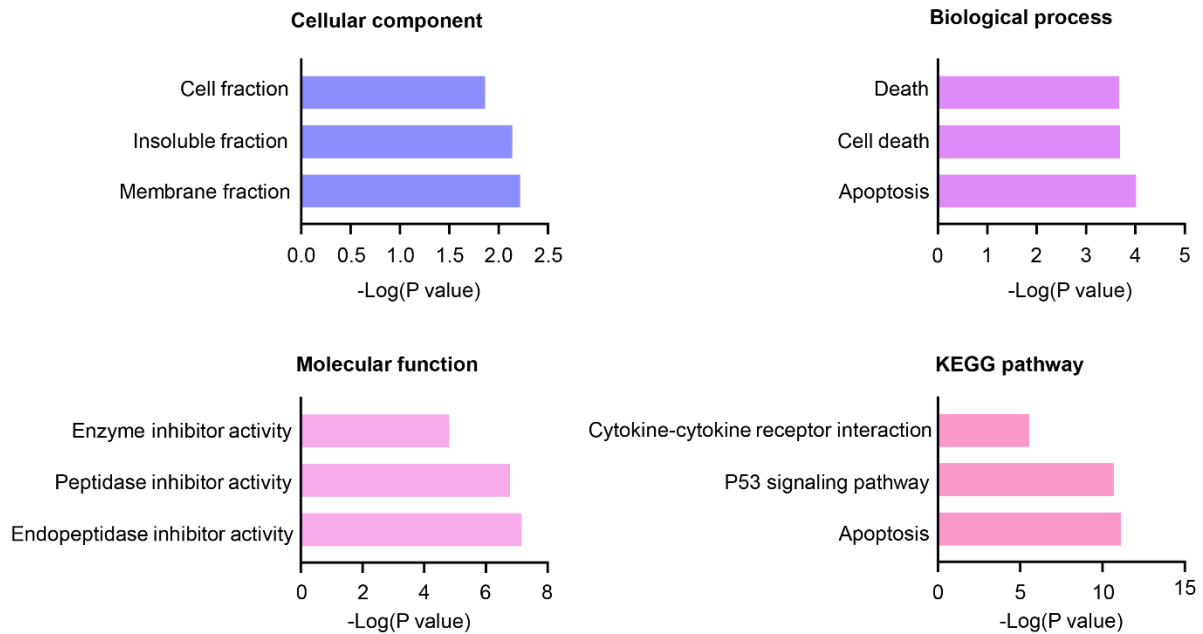 Cellular component
Cell fraction
Insoluble fraction
Membrane fraction
0.0 0.5 1.0 1.5 2.0 2.5
-Log(P value)
Biological process
Death
Cell death
Apoptosis
0 1 2 3 4 5
-Log(P value)
Molecular function
Enzyme inhibitor activity
Peptidase inhibitor activity
Endopeptidase inhibitor activity
0 2 4 6 8
-Log(P value)
KEGG pathway
Cytokine-cytokine receptor interaction
P53 signaling pathway
Apoptosis
0 5 10 15
-Log(P value)